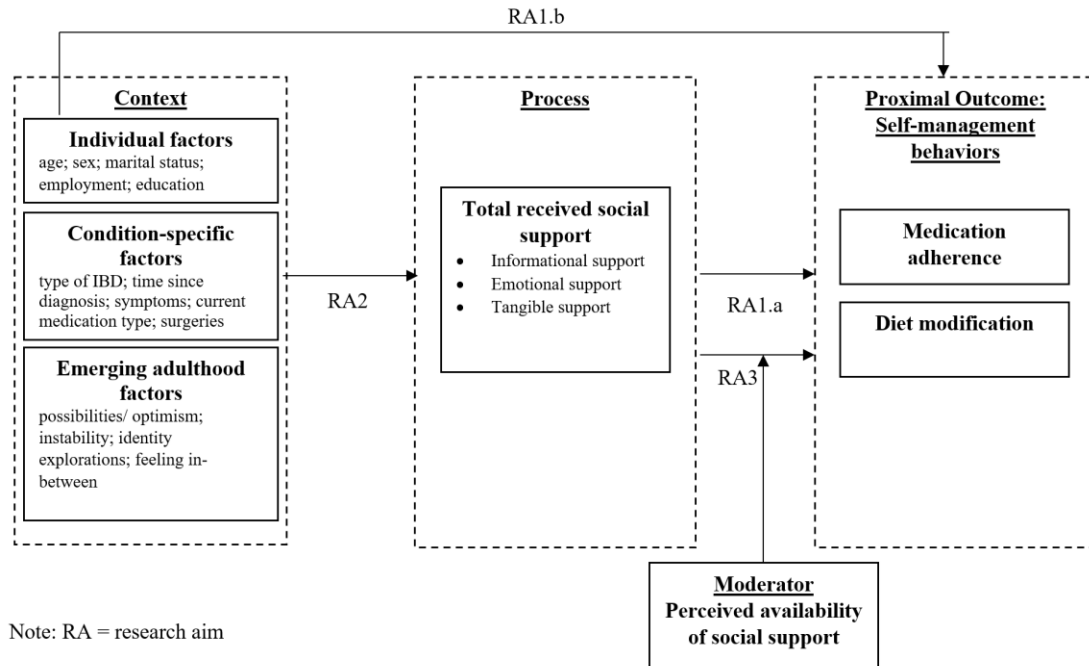 RA1.b
Context
Individual factors
age; sex; marital status;
employment; education
Condition-specific
factors
type of IBD; time since
diagnosis; symptoms; current
medication type; surgeries
Emerging adulthood
factors
possibilities/ optimism;
instability; identity
explorations; feeling in-
between
RA2
Process
Total received social
support
• Informational support
• Emotional support
• Tangible support
RA1.a
RA3
Proximal Outcome:
Self-management
behaviors
Medication
adherence
Diet modification
Moderator
Perceived availability
of social support
Note: RA = research aim